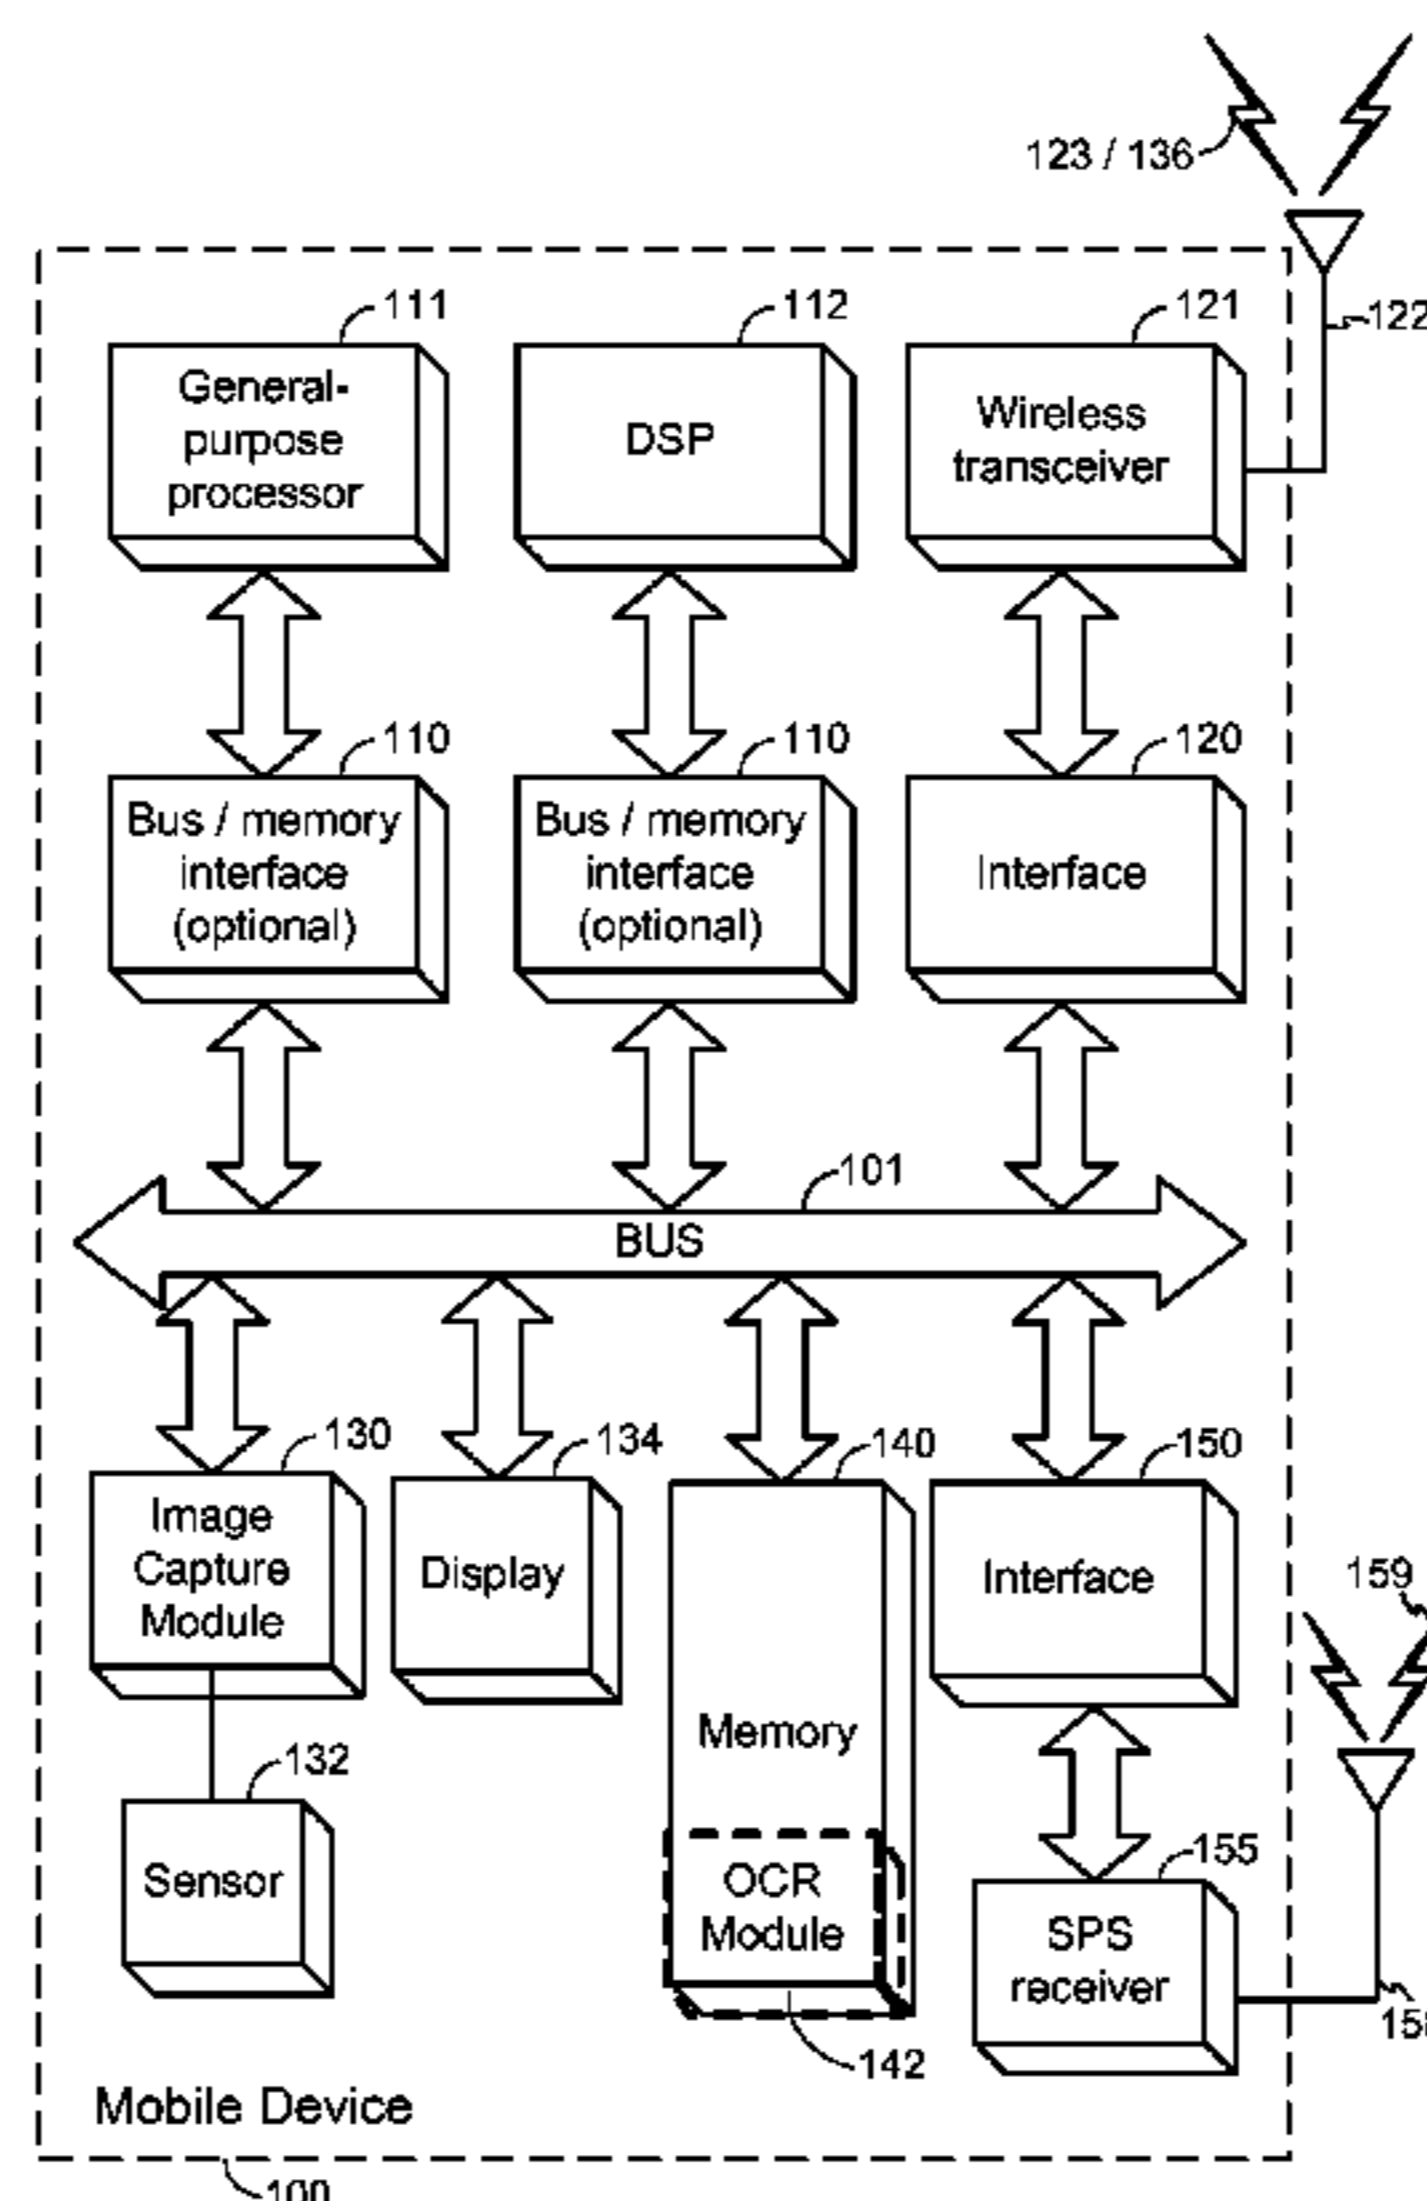 123 / 136
122
111
112
121
General-
purpose
processor
DSP
Wireless
transceiver
110
110
120
Bus / memory
interface
(optional)
Bus / memory
interface
(optional)
Interface
101
BUS
130
134
140
150
Image
Capture
Module
Display
Memory
Interface
159
132
Sensor
OCR
Module
155
SPS
receiver
142
Mobile Device
100